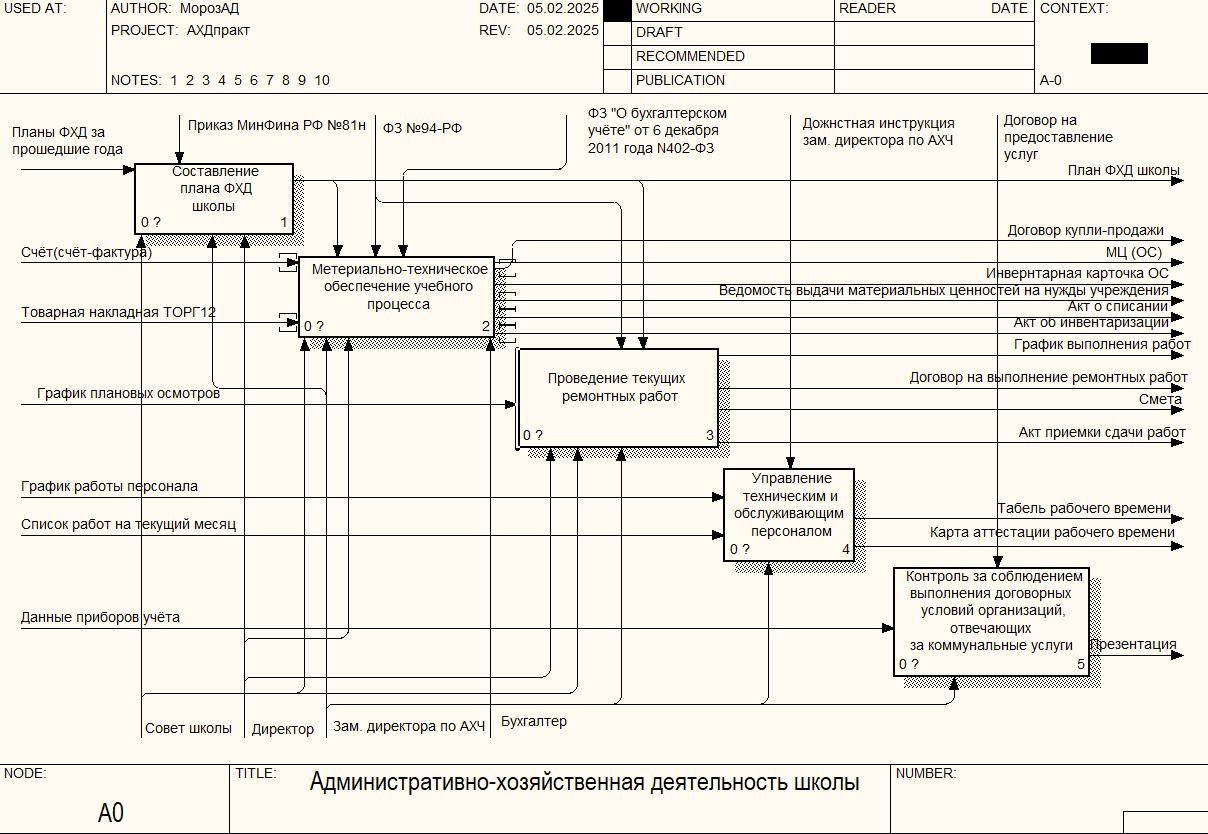 USED AT:
AUTHOR: МорозАД
DATE: 05.02.2025
PROJECT: АХДпракт
REV: 05.02.2025
NOTES: 1 2 3 4 5 6 7 8 9 10
WORKING
DRAFT
RECOMMENDED
PUBLICATION
READER
DATE
CONTEXT:
A-0
Планы ФХД за
прошедшие года
Приказ МинФина РФ №81н
ФЗ №94-РФ
ФЗ "О бухгалтерском
учёте" от 6 декабря
2011 года N402-ФЗ
Дожнстная инструкция
зам. директора по АХЧ
Договор на
предоставление
услуг
Составление
плана ФХД
школы
0 ?
1
План ФХД школы
Счёт(счёт-фактура)
Товарная накладная ТОРГ12
Метериально-техническое
обеспечение учебного
процесса
0 ?
2
Договор купли-продажи
МЦ (ОС)
Инвернтарная карточка ОС
Ведомость выдачи материальных ценностей на нужды учреждения
Акт о списании
Акт об инвентаризации
График выполнения работ
График плановых осмотров
Проведение текущих
ремонтных работ
0 ?
3
Договор на выполнение ремонтных работ
Смета
Акт приемки сдачи работ
График работы персонала
Список работ на текущий месяц
Управление
техническим и
обслуживающим
персоналом
0 ?
4
Табель рабочего времени
Карта аттестации рабочего времени
Данные приборов учёта
Контроль за соблюдением
выполнения договорных
условий организаций,
отвечающих
за коммунальные услуги
0 ?
5
Презентация
Совет школы
Директор
Зам. директора по АХЧ
Бухгалтер
NODE:
A0
TITLE:
Административно-хозяйственная деятельность школы
NUMBER: